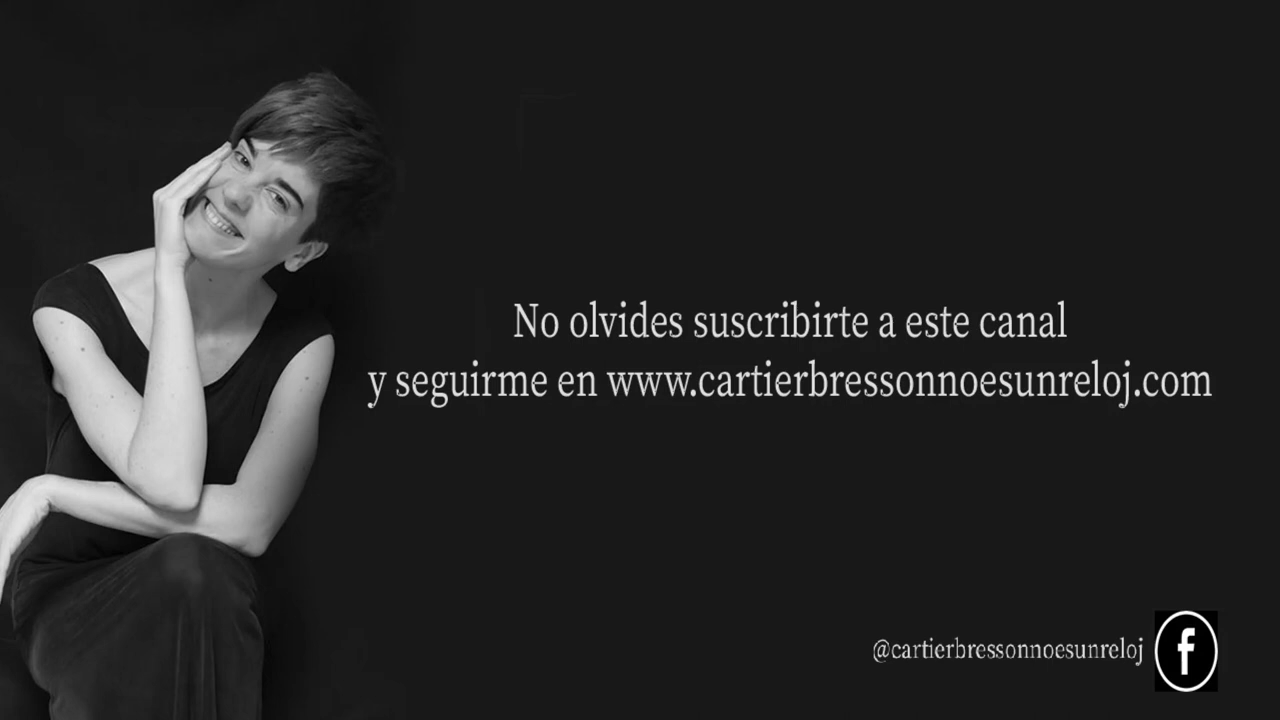 No olvides suscribirte a este canal
y seguirme en www.cartierbressonnoesunreloj.com
@cartierbressonnoesunreloj
f